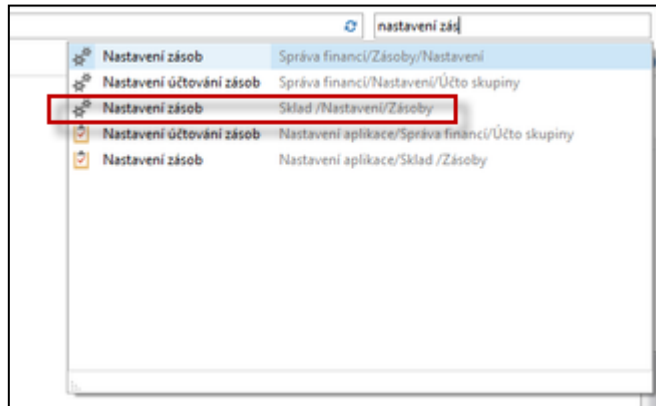 nastavení zás
Nastavení zásob Správa financí/Zásoby/Nastavení
Nastavení účtování zásob Správa financí/Nastavení/Účto skupiny
Nastavení zásob Sklad /Nastavení/Zásoby
Nastavení účtování zásob Nastavení aplikace/Správa financí/Účto skupiny
Nastavení zásob Nastavení aplikace/Sklad /Zásoby